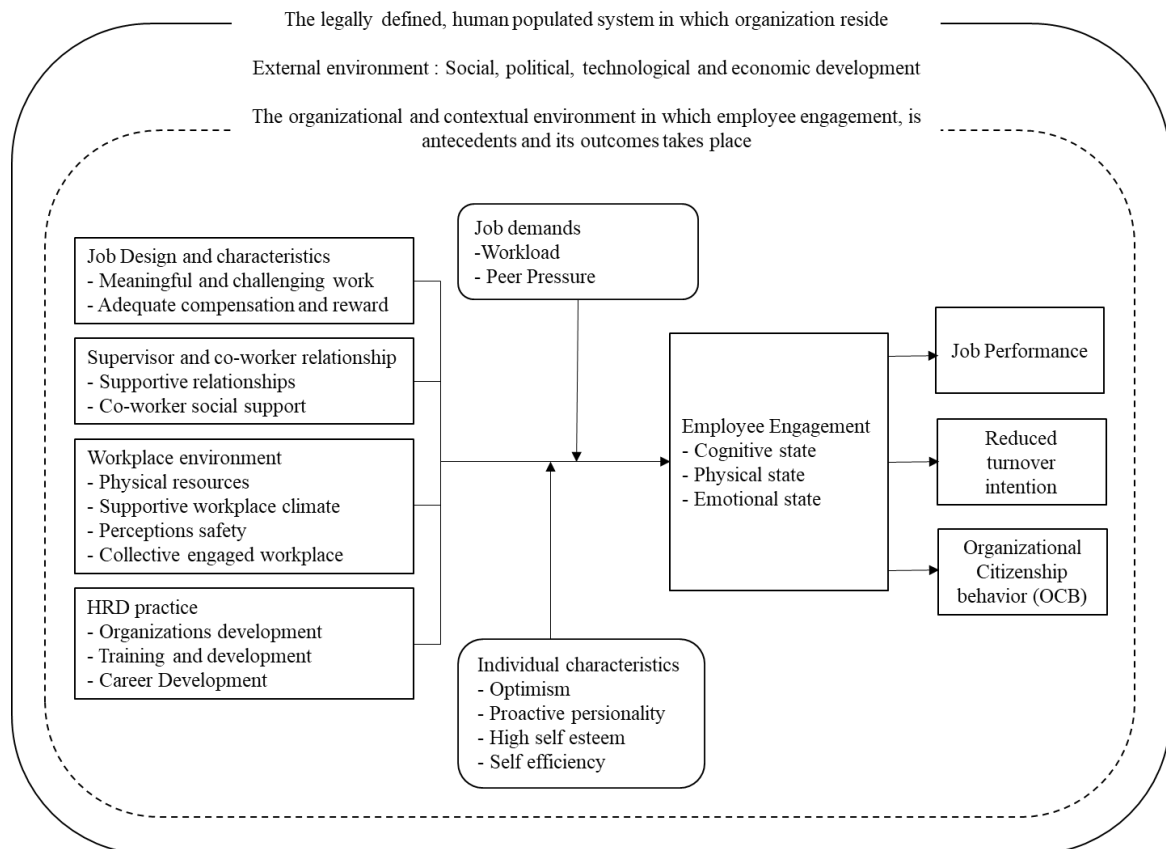 The legally defined, human populated system in which organization reside
External environment : Social, political, technological and economic development
The organizational and contextual environment in which employee engagement, is
antecedents and its outcomes takes place
Job Design and characteristics
- Meaningful and challenging work
- Adequate compensation and reward
Supervisor and co-worker relationship
- Supportive relationships
- Co-worker social support
Workplace environment
- Physical resources
- Supportive workplace climate
- Perceptions safety
- Collective engaged workplace
HRD practice
- Organizations development
- Training and development
- Career Development
Job demands
-Workload
- Peer Pressure
Individual characteristics
- Optimism
- Proactive persionality
- High self esteem
- Self efficiency
Employee Engagement
- Cognitive state
- Physical state
- Emotional state
Job Performance
Reduced
turnover
intention
Organizational
Citizenship
behavior (OCB)